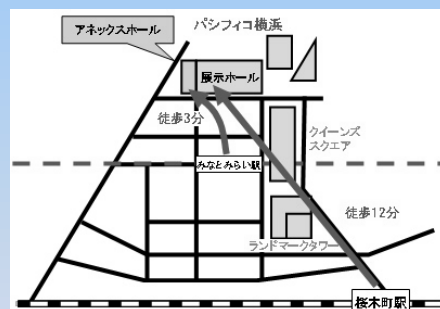 アネックスホール
パシフィコ横浜
展示ホール
徒歩3分
クイーンズ
スクエア
みなとみらい駅
徒歩12分
ランドマークタワー
桜木町駅